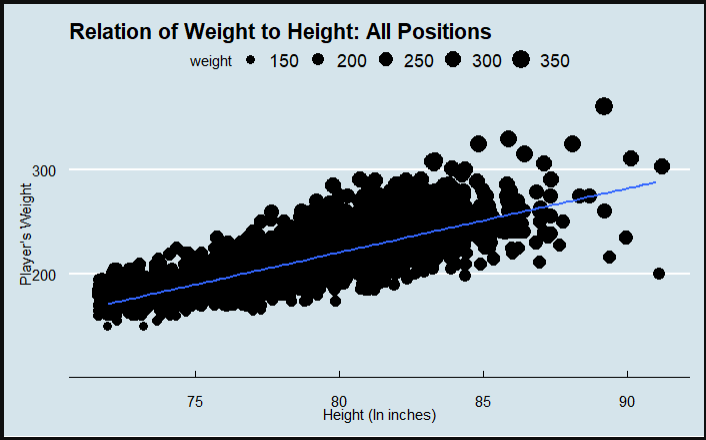 Relation of Weight to Height: All Positions
weight 150 200 250 300 350
Player's Weight
300
200
75 80 85 90
Height (In inches)